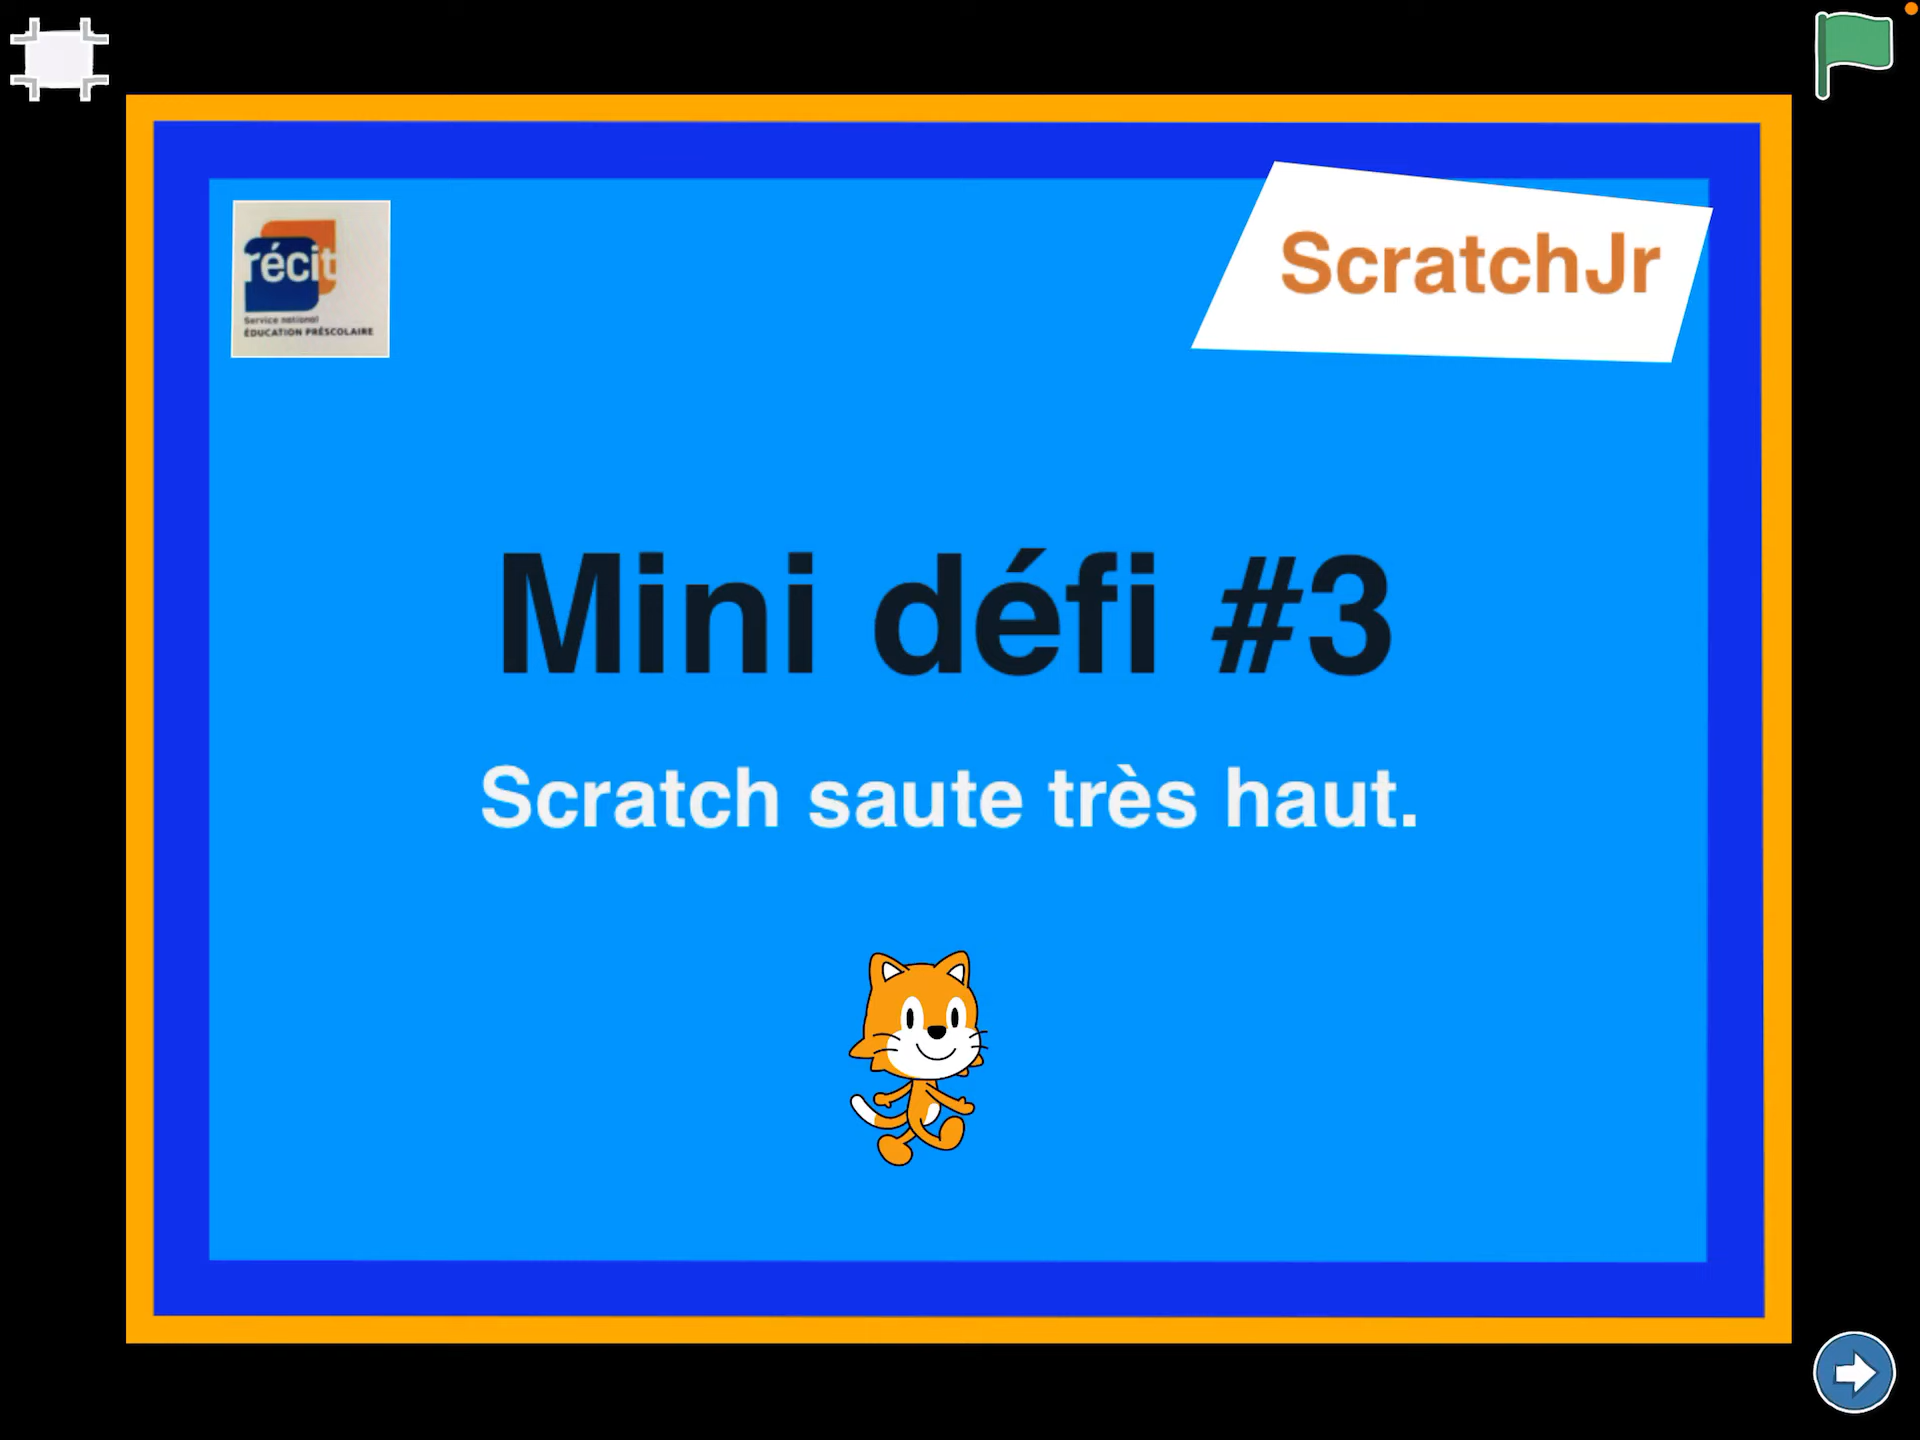 récit
Service national
ÉDUCATION PRÉSCOLAIRE
ScratchJr
Mini défi #3
Scratch saute très haut.